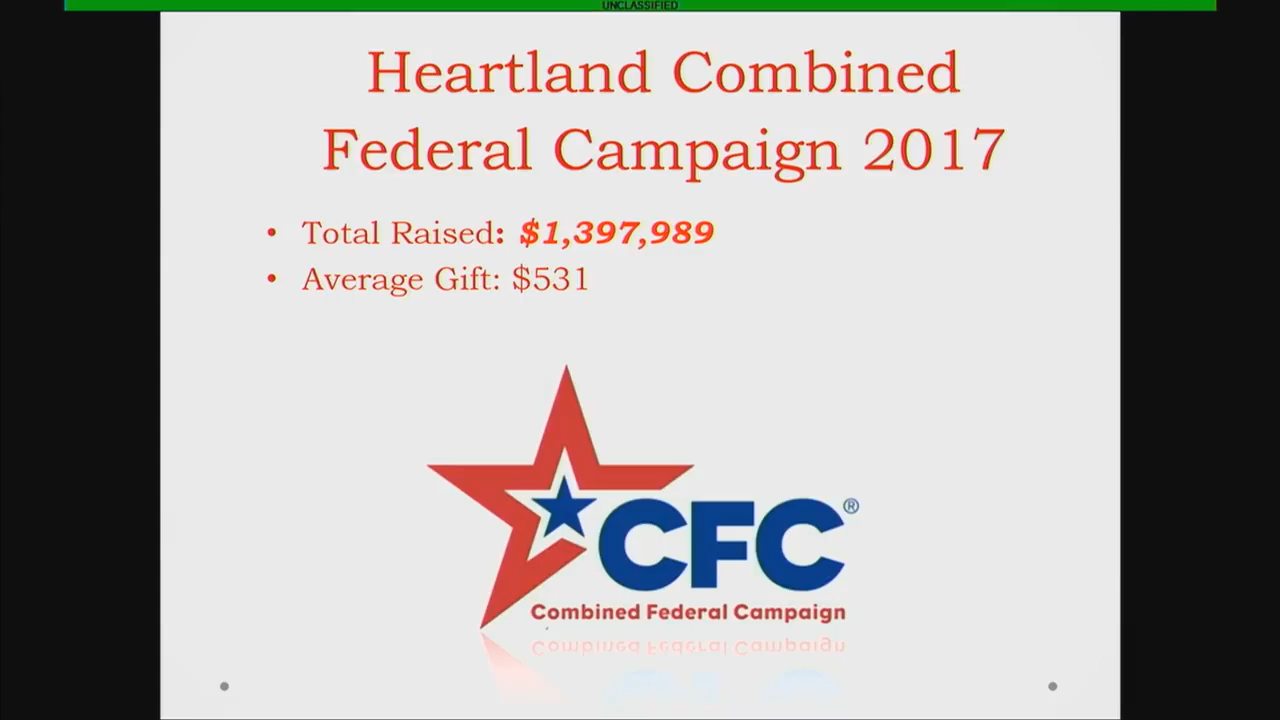 UNCLASSIFIED
Heartland Combined
Federal Campaign 2017
• Total Raised: $1,397,989
• Average Gift: $531
CFC®
Combined Federal Campaign